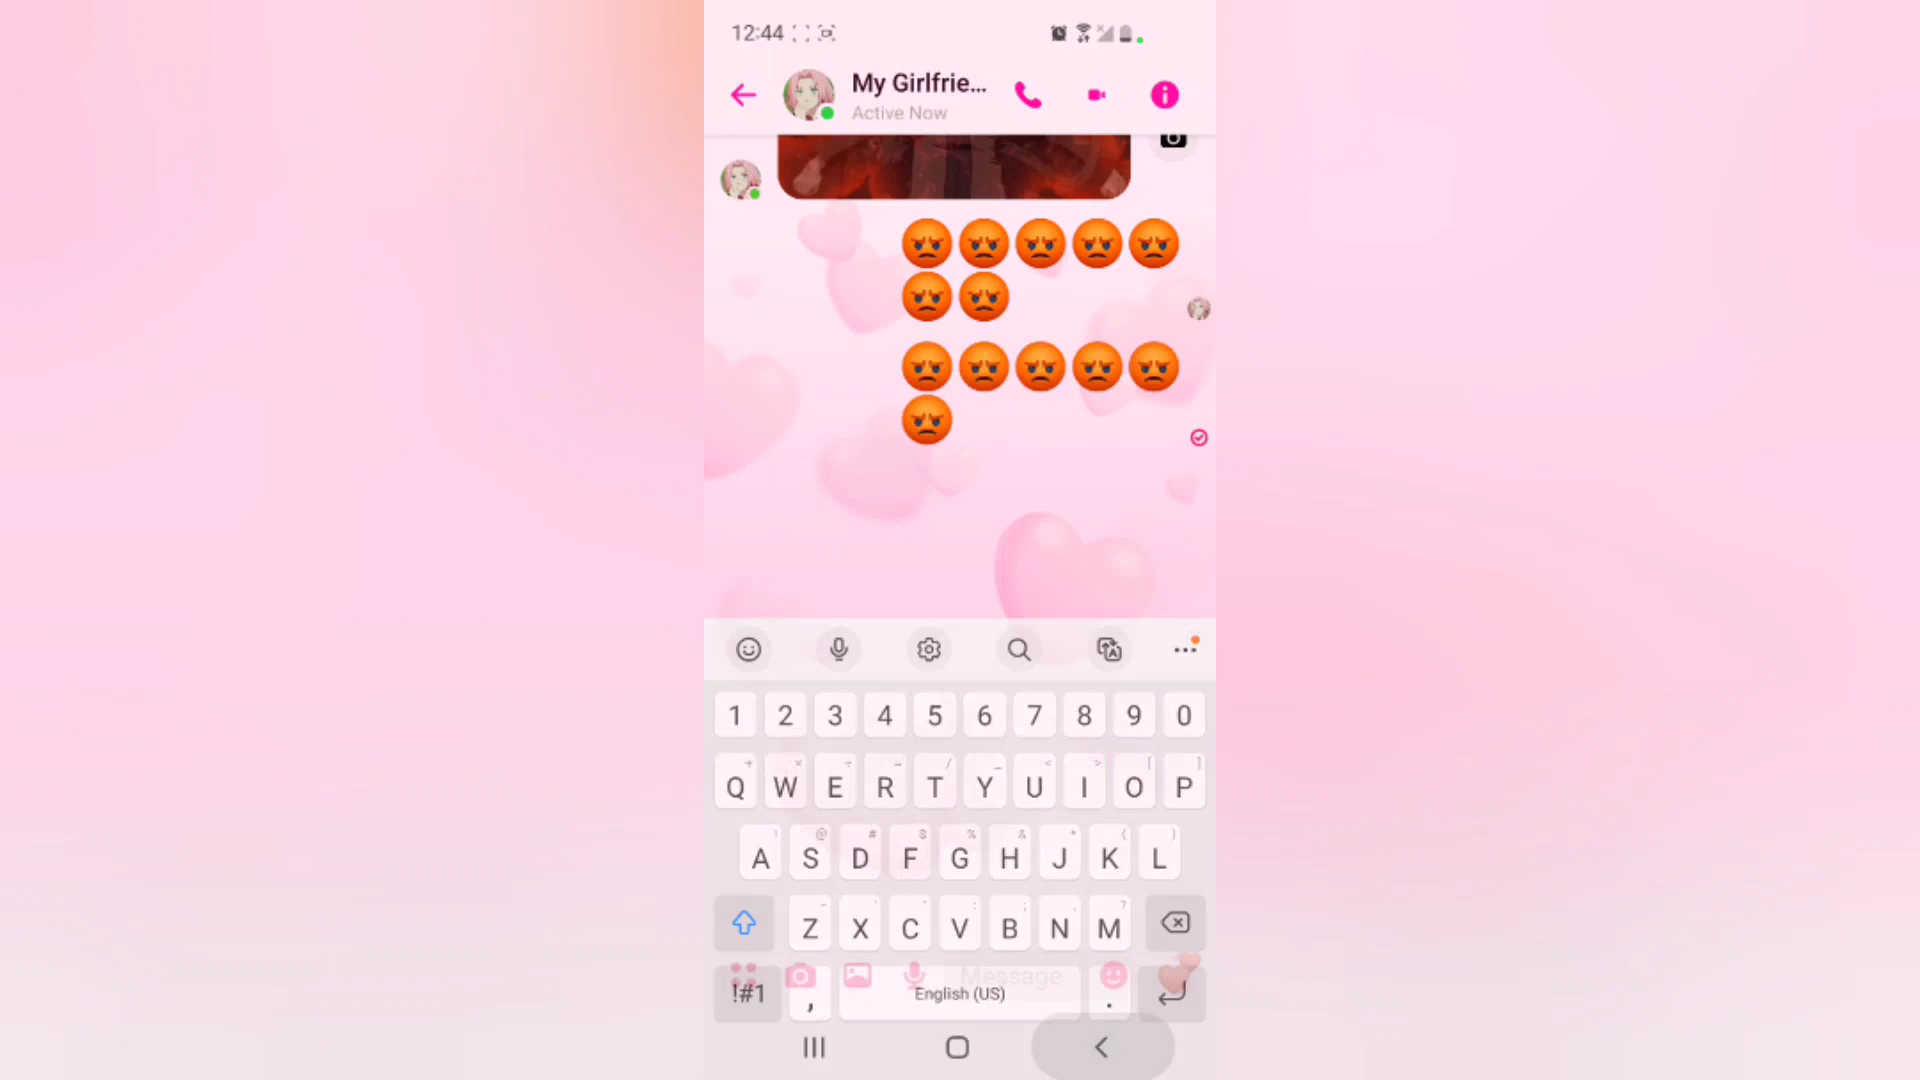 12:44
My Girlfrie...
Active Now
1 2 3 4 5 6 7 8 9 0
Q W E R T Y U I O P
A S D F G H J K L
Z X C V B N M
Message
!#1 , English (US) .